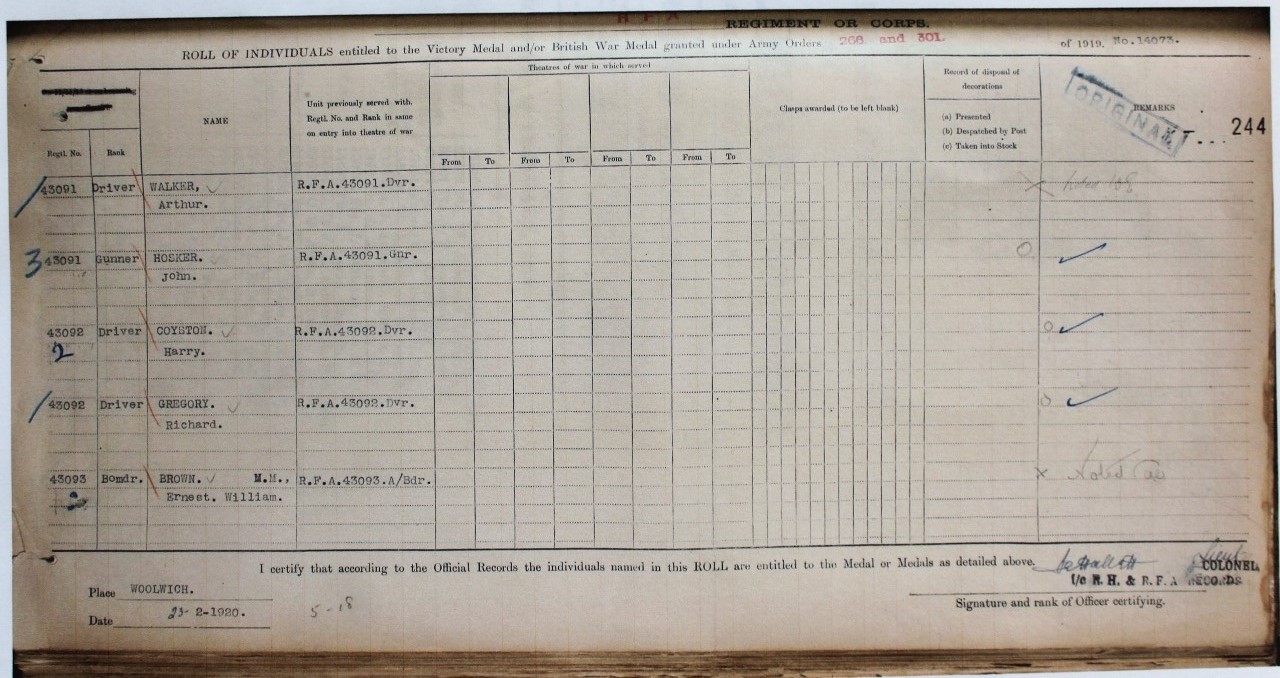 R F A
REGIMENT OR CORPS.
ROLL OF INDIVIDUALS entitled to the Victory Medal and/or British War Medal granted under Army Orders 266 and 301 of 1919. No.14073.
Theatres of war in which served
Regtl. No. Rank NAME
Unit previously served with.
Regtl. No. and Rank in same
on entry into theatre of war
From To From To From To From To
Clasps awarded (to be left blank)
Record of disposal of
decorations
(a) Presented
(b) Despatched by Post
(c) Taken into Stock
REMARKS
ORIGINAL
244
1 43091 Driver WALKER, R.F.A.43091.Dvr.
Arthur.
3 43091 Gunner HOSKER. R.F.A.43091.Gnr.
John.
43092 Driver COYSTON. R.F.A.43092.Dvr.
2 Harry.
1 43092 Driver GREGORY. R.F.A.43092.Dvr.
Richard.
43093 Bomdr. BROWN. M.M., R.F.A.43093.A/Bdr.
Ernest. William.
I certify that according to the Official Records the individuals named in this ROLL are entitled to the Medal or Medals as detailed above.
COLONEL
i/c R. H. & R. F. A RECORDS
Place WOOLWICH.
Signature and rank of Officer certifying.
Date 23-2-1920.
5-18